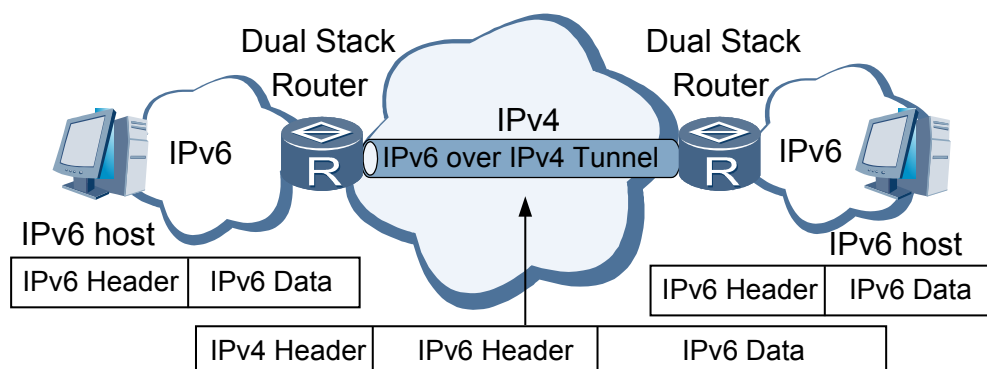 Dual Stack
Router
Dual Stack
Router
IPv4
IPv6
IPv6 over IPv4 Tunnel
IPv6
R
R
IPv6 host
IPv6 host
IPv6 Header IPv6 Data
IPv6 Header IPv6 Data
IPv4 Header IPv6 Header IPv6 Data